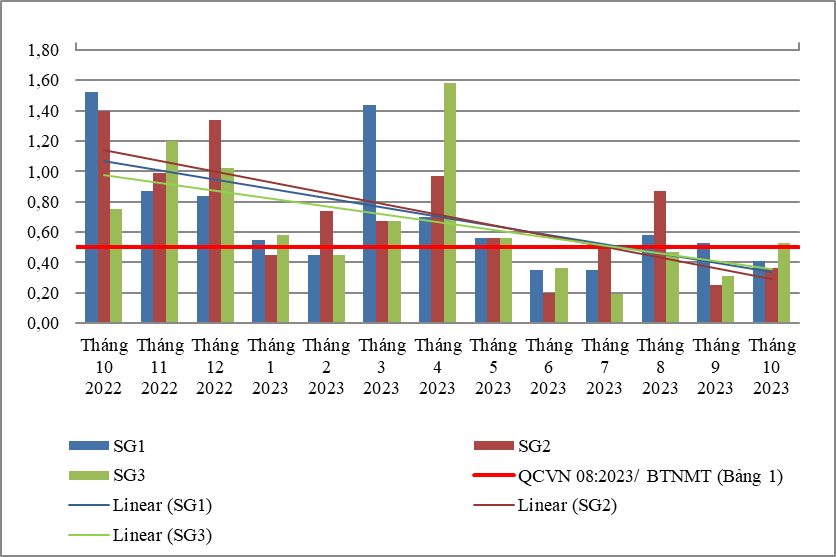 1,80
1,60
1,40
1,20
1,00
0,80
0,60
0,40
0,20
0,00
Tháng 10 2022
Tháng 11 2022
Tháng 12 2022
Tháng 1 2023
Tháng 2 2023
Tháng 3 2023
Tháng 4 2023
Tháng 5 2023
Tháng 6 2023
Tháng 7 2023
Tháng 8 2023
Tháng 9 2023
Tháng 10 2023
SG1
SG2
SG3
QCVN 08:2023/ BTNMT (Bảng 1)
Linear (SG1)
Linear (SG2)
Linear (SG3)